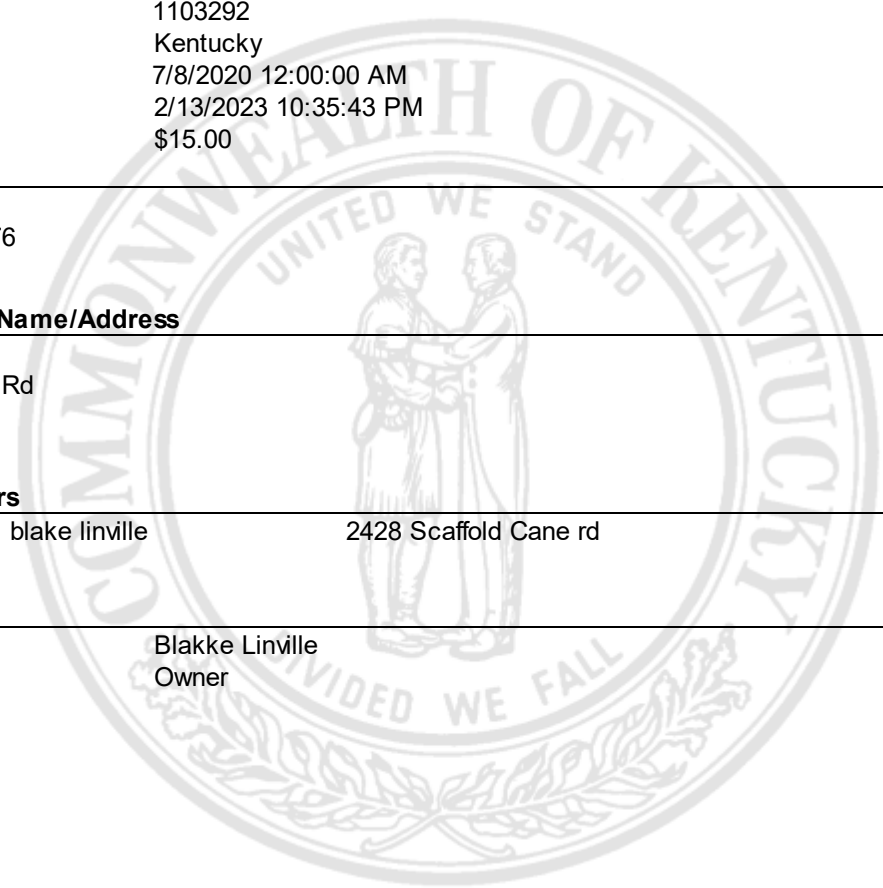 1103292
Kentucky
7/8/2020 12:00:00 AM
2/13/2023 10:35:43 PM
$15.00
COMMONWEALTH OF KENTUCKY
UNITED WE STAND
6
Name/Address
Rd
rs
blake linville 2428 Scaffold Cane rd
Blakke Linville
Owner
DIVIDED WE FALL